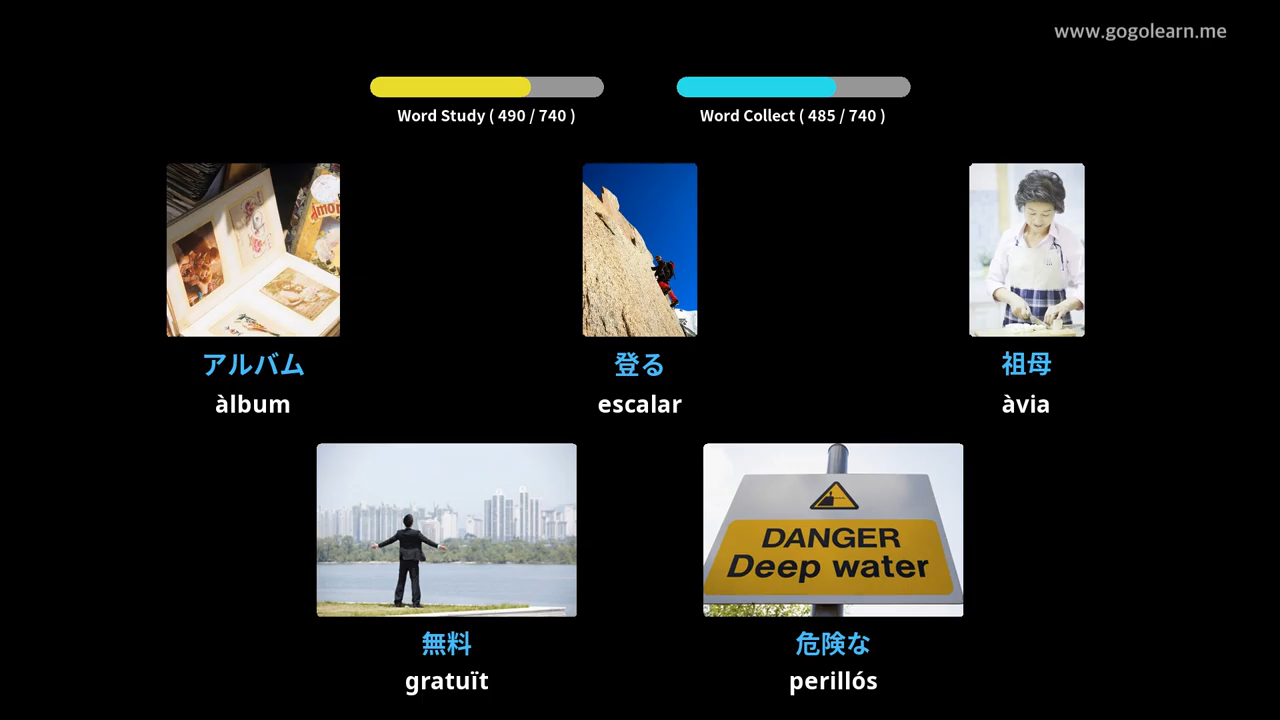 www.gogolearn.me
Word Study ( 490 / 740 )
Word Collect ( 485 / 740 )
アルバム
àlbum
登る
escalar
祖母
àvia
無料
gratuït
DANGER
Deep water
危険な
perillós